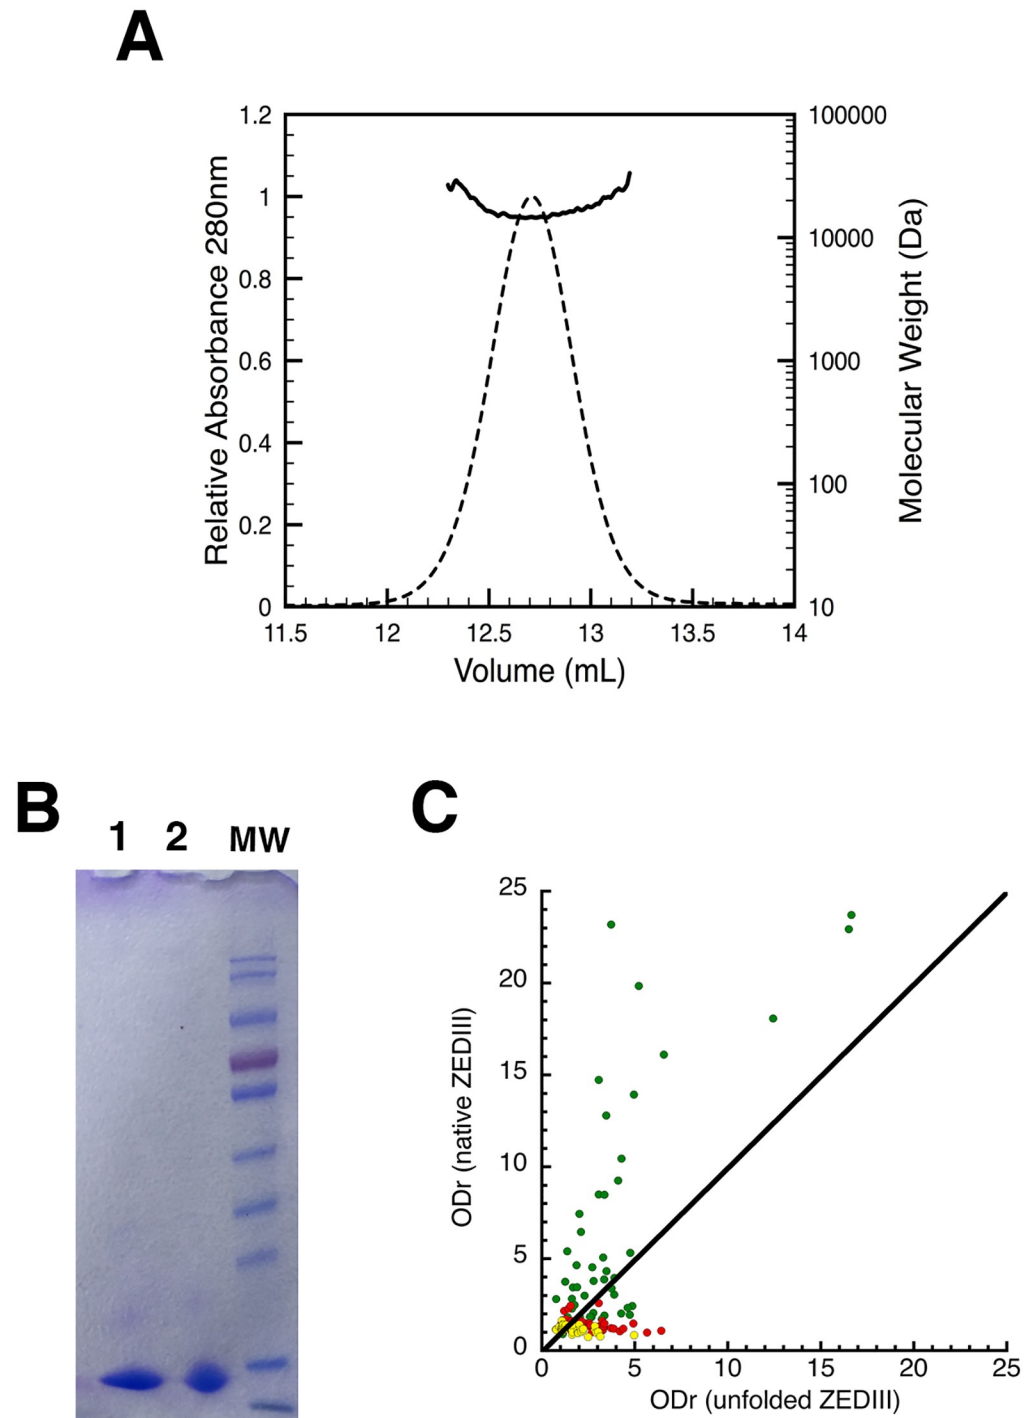 A
1.2
1
0.8
0.6
0.4
0.2
0
Relative Absorbance 280nm
100000
10000
1000
100
10
Molecular Weight (Da)
11.5 12 12.5 13 13.5 14
Volume (mL)
B
1 2 MW
C
25
20
15
10
5
0
ODr (native ZEDIII)
0 5 10 15 20 25
ODr (unfolded ZEDIII)